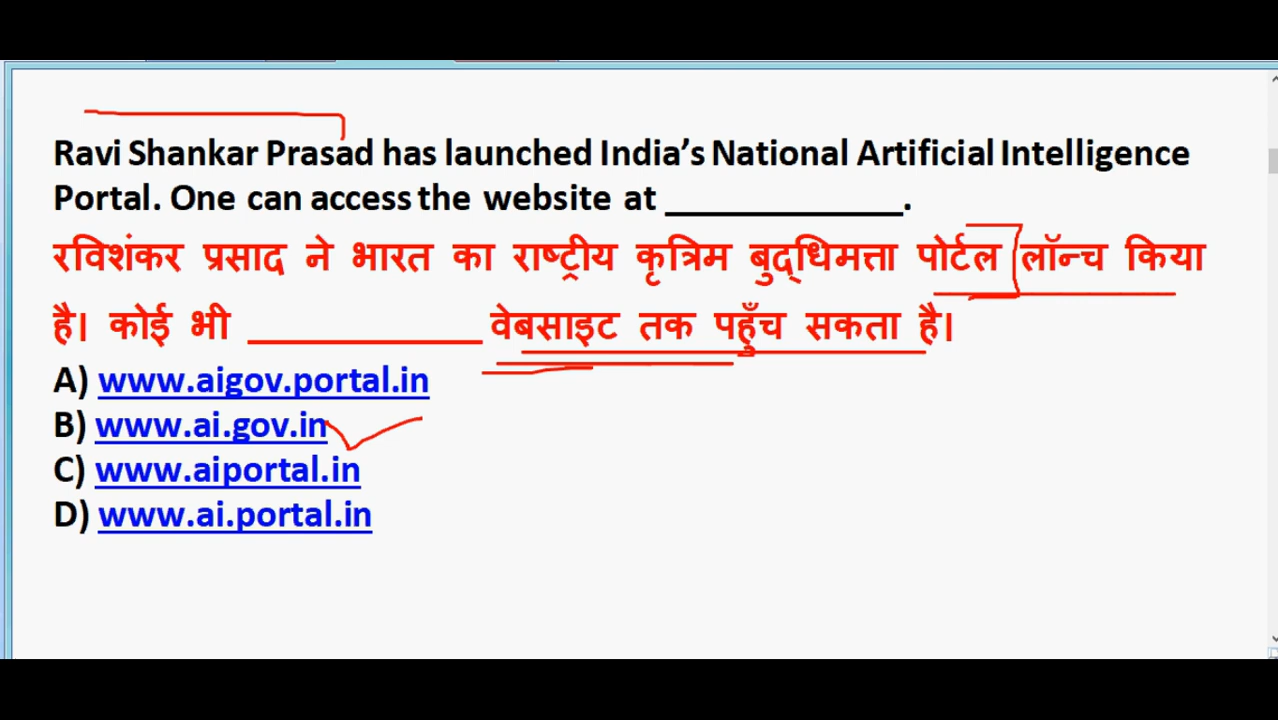 Ravi Shankar Prasad has launched India’s National Artificial Intelligence
Portal. One can access the website at ____________.
रविशंकर प्रसाद ने भारत का राष्ट्रीय कृत्रिम बुद्धिमत्ता पोर्टल लॉन्च किया
है। कोई भी ____________ वेबसाइट तक पहुँच सकता है।
A) www.aigov.portal.in
B) www.ai.gov.in
C) www.aiportal.in
D) www.ai.portal.in